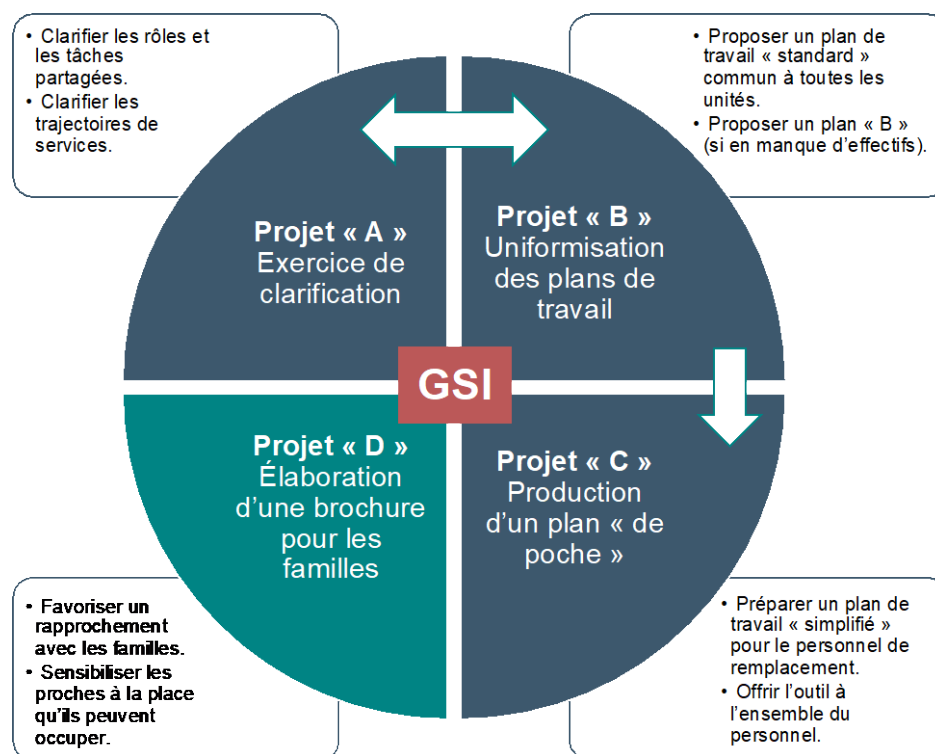 • Clarifier les rôles et
les tâches
partagées.
• Clarifier les
trajectoires de
services.
• Proposer un plan de
travail « standard »
commun à toutes les
unités.
• Proposer un plan « B »
(si en manque d’effectifs).
Projet « A »
Exercice de
clarification
Projet « B »
Uniformisation
des plans de
travail
GSI
Projet « D »
Élaboration
d’une brochure
pour les
familles
Projet « C »
Production
d’un plan « de
poche »
• Favoriser un
rapprochement
avec les familles.
• Sensibiliser les
proches à la place
qu’ils peuvent
occuper.
• Préparer un plan de
travail « simplifié »
pour le personnel de
remplacement.
• Offrir l’outil à
l’ensemble du
personnel.